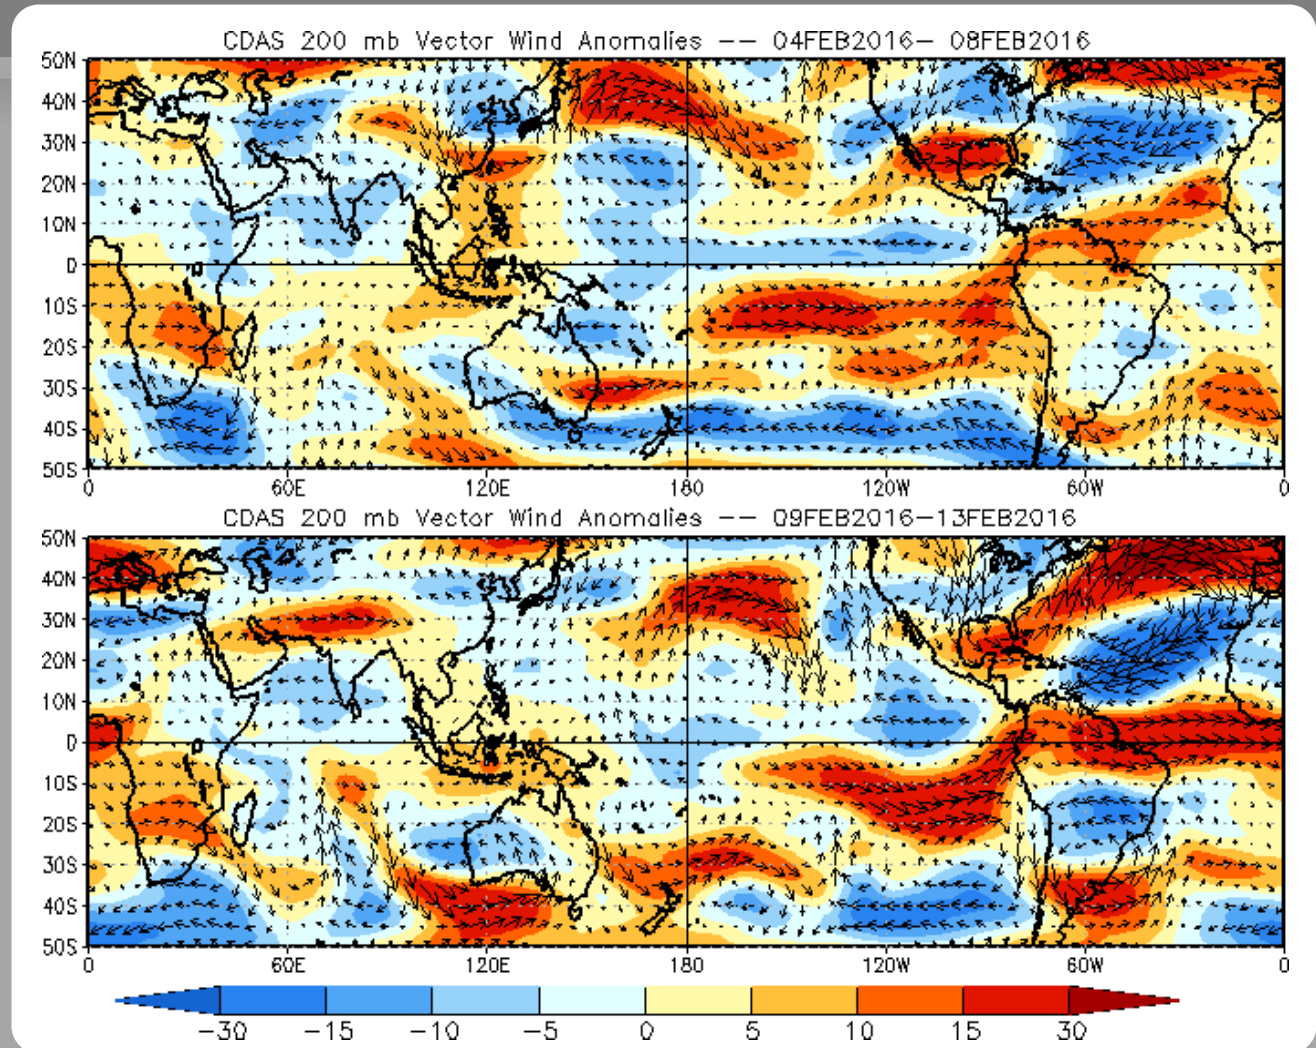 CDAS 200 mb Vector Wind Anomalies -- 04FEB2016- 08FEB2016
50N
40N
30N
20N
10N
0
10S
20S
30S
40S
50S
0 60E 120E 180 120W 60W 0
CDAS 200 mb Vector Wind Anomalies -- 09FEB2016-13FEB2016
50N
40N
30N
20N
10N
0
10S
20S
30S
40S
50S
0 60E 120E 180 120W 60W 0
-30 -15 -10 -5 0 5 10 15 30